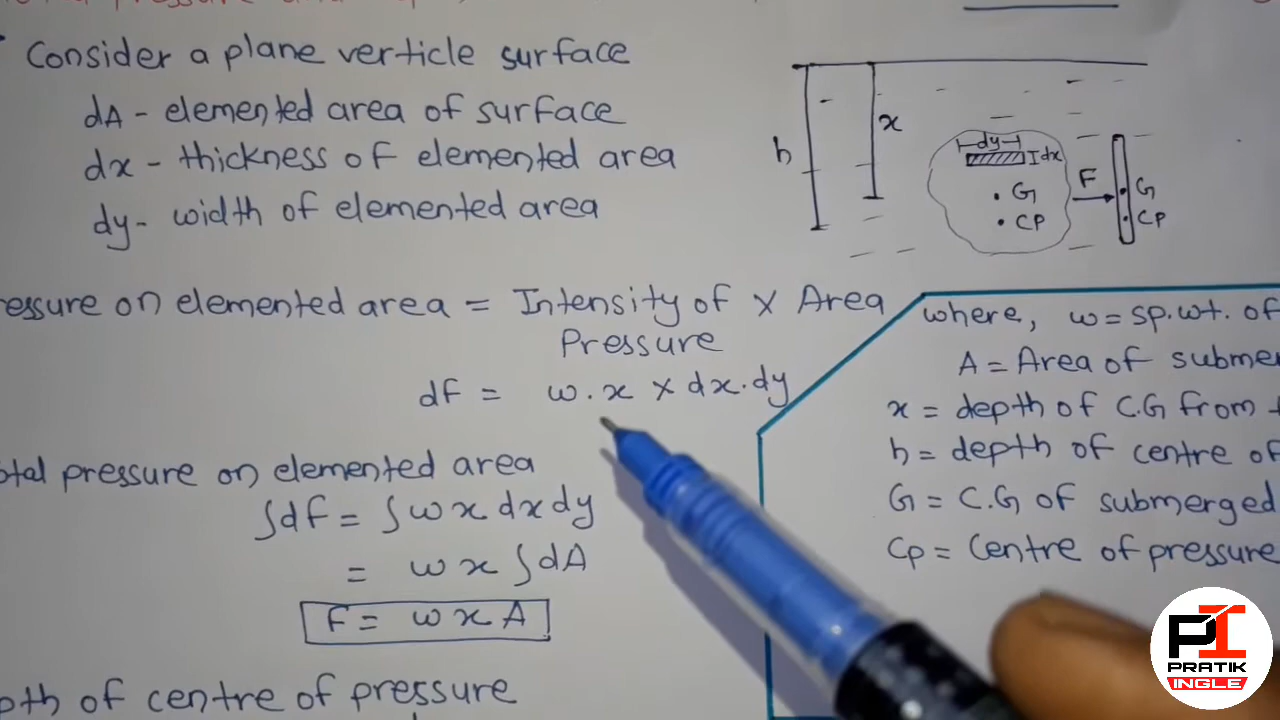 Consider a plane verticle surface
dA - elemented area of surface
dx - thickness of elemented area
dy - width of elemented area
h
x
dy
dx
G
CP
F
G
CP
ressure on elemented area = Intensity of × Area
Pressure
dF = w.x × dx.dy
where, w = sp.wt. of
A = Area of submer
x = depth of C.G from
h = depth of centre of
G = C.G of submerged
CP = Centre of pressure
otal pressure on elemented area
∫dF = ∫wx dx dy
= wx ∫dA
F = wxA
pth of centre of pressure
PI
PRATIK
INGLE